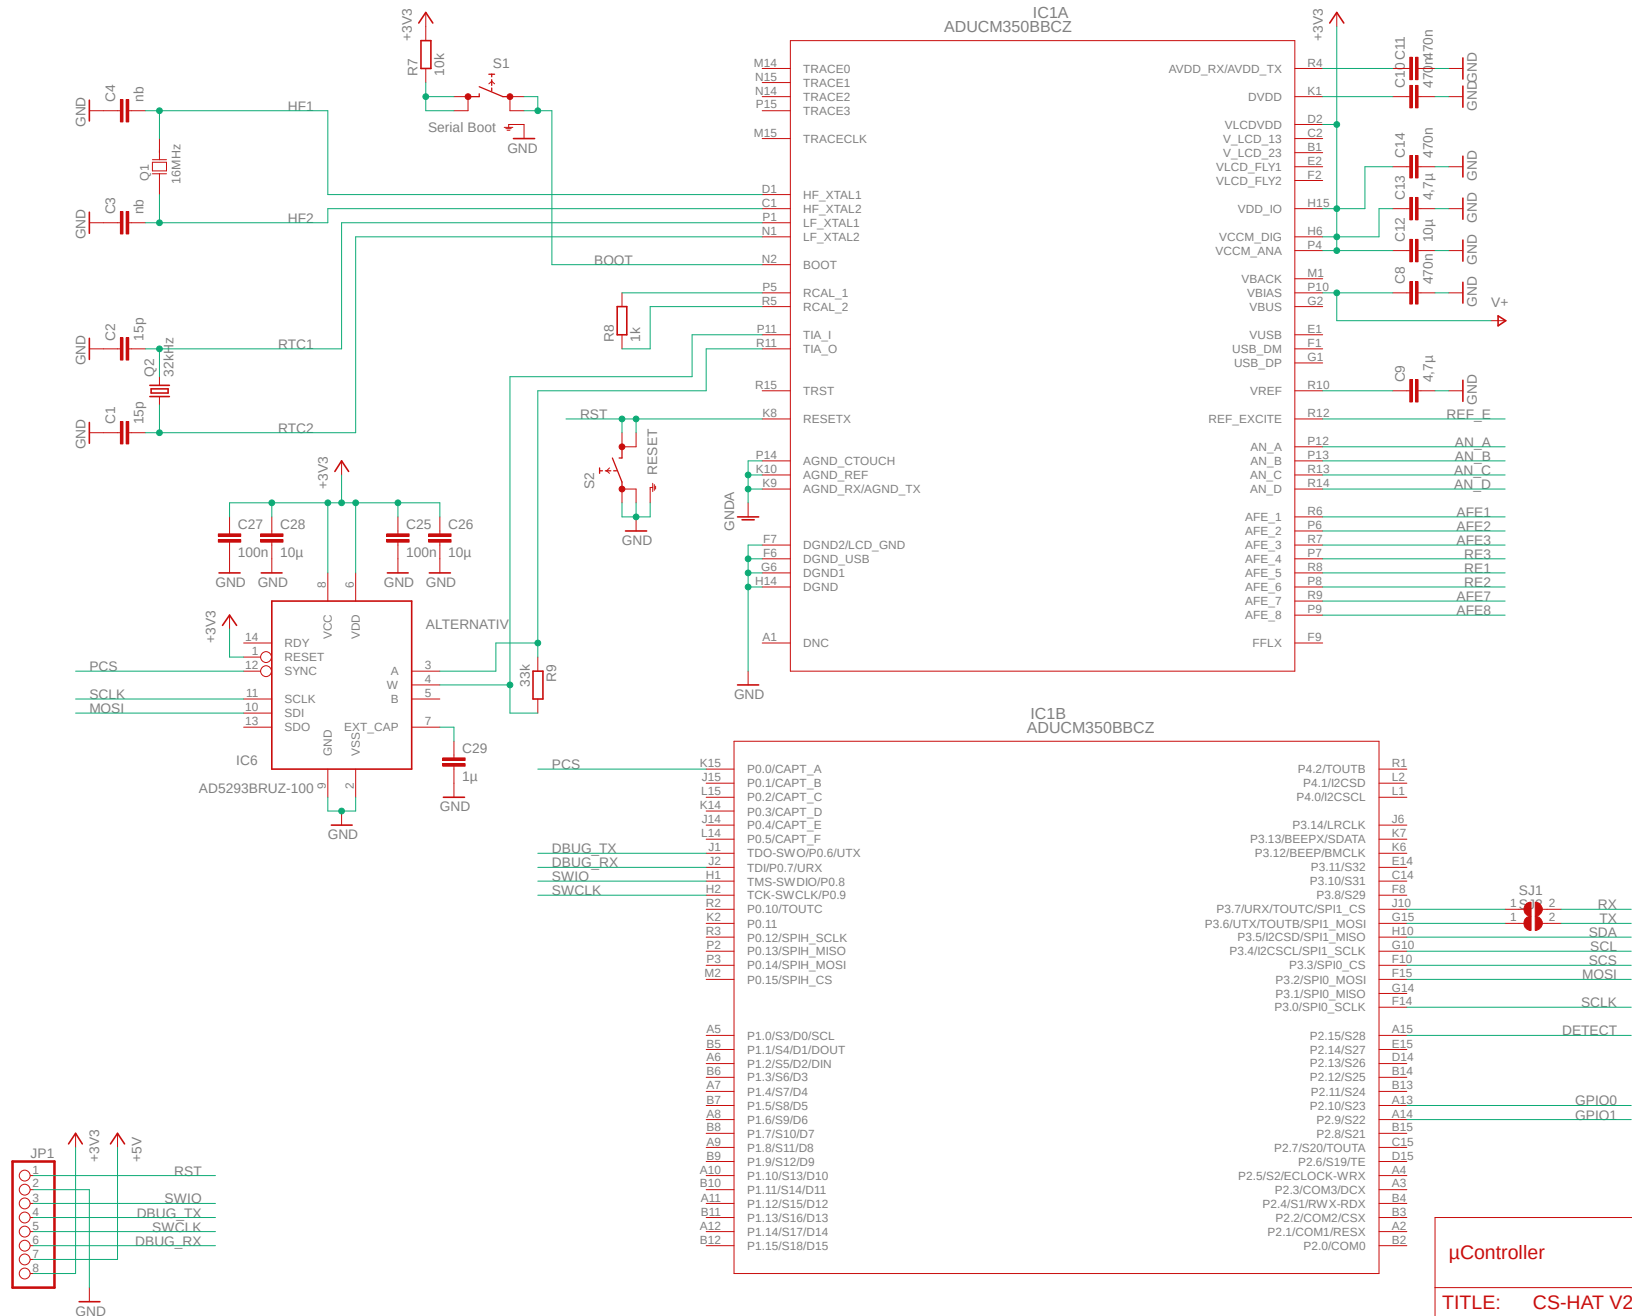 IC1A
ADUCM350BBCZ
+3V3
R7
10k
S1
Serial Boot
GND
C4
nb
GND
HF1
Q1
16MHz
C3
nb
GND
HF2
C2
15p
GND
RTC1
Q2
32kHz
C1
15p
GND
RTC2
BOOT
R8
1k
RST
S2
RESET
GND
GNDA
GND
M14 TRACE0
N15 TRACE1
N14 TRACE2
P15 TRACE3
M15 TRACECLK
D1 HF_XTAL1
C1 HF_XTAL2
P1 LF_XTAL1
N1 LF_XTAL2
N2 BOOT
P5 RCAL_1
R5 RCAL_2
P11 TIA_I
R11 TIA_O
R15 TRST
K8 RESETX
P14 AGND_CTOUCH
K10 AGND_REF
K9 AGND_RX/AGND_TX
F7 DGND2/LCD_GND
F6 DGND_USB
G6 DGND1
H14 DGND
A1 DNC
AVDD_RX/AVDD_TX R4
DVDD K1
VLCDVDD D2
V_LCD_13 C2
V_LCD_23 B1
VLCD_FLY1 E2
VLCD_FLY2 F2
VDD_IO H15
VCCM_DIG H6
VCCM_ANA P4
VBACK M1
VBIAS P10
VBUS G2
VUSB E1
USB_DM F1
USB_DP G1
VREF R10
REF_EXCITE R12 REF_E
AN_A P12 AN_A
AN_B P13 AN_B
AN_C R13 AN_C
AN_D R14 AN_D
AFE_1 R6 AFE1
AFE_2 P6 AFE2
AFE_3 R7 AFE3
AFE_4 P7 RE3
AFE_5 R8 RE1
AFE_6 P8 RE2
AFE_7 R9 AFE7
AFE_8 P9 AFE8
FFLX F9
+3V3
C11
470n
GND
C10
470n
GND
C14
470n
GND
C13
4,7µ
GND
C12
10µ
GND
C8
470n
GND
V+
C9
4,7µ
GND
+3V3
C27
100n
GND
C28
10µ
GND
C25
100n
GND
C26
10µ
GND
+3V3
8 VCC
6 VDD
14 RDY
1 RESET
PCS 12 SYNC
SCLK 11 SCLK
MOSI 10 SDI
13 SDO
A 3
W 4
B 5
EXT_CAP 7
9 GND
2 VSS
IC6
AD5293BRUZ-100
GND
ALTERNATIV
33k
R9
C29
1µ
GND
IC1B
ADUCM350BBCZ
PCS K15 P0.0/CAPT_A
J15 P0.1/CAPT_B
L15 P0.2/CAPT_C
K14 P0.3/CAPT_D
J14 P0.4/CAPT_E
L14 P0.5/CAPT_F
DBUG_TX J1 TDO-SWO/P0.6/UTX
DBUG_RX J2 TDI/P0.7/URX
SWIO H1 TMS-SWDIO/P0.8
SWCLK H2 TCK-SWCLK/P0.9
R2 P0.10/TOUTC
K2 P0.11
R3 P0.12/SPIH_SCLK
P2 P0.13/SPIH_MISO
P3 P0.14/SPIH_MOSI
M2 P0.15/SPIH_CS
A5 P1.0/S3/D0/SCL
B5 P1.1/S4/D1/DOUT
A6 P1.2/S5/D2/DIN
B6 P1.3/S6/D3
A7 P1.4/S7/D4
B7 P1.5/S8/D5
A8 P1.6/S9/D6
B8 P1.7/S10/D7
A9 P1.8/S11/D8
B9 P1.9/S12/D9
A10 P1.10/S13/D10
B10 P1.11/S14/D11
A11 P1.12/S15/D12
B11 P1.13/S16/D13
A12 P1.14/S17/D14
B12 P1.15/S18/D15
P4.2/TOUTB R1
P4.1/I2CSD L2
P4.0/I2CSCL L1
P3.14/LRCLK J6
P3.13/BEEPX/SDATA K7
P3.12/BEEP/BMCLK K6
P3.11/S32 E14
P3.10/S31 C14
P3.8/S29 F8
SJ1
P3.7/URX/TOUTC/SPI1_CS J10 1 2 RX
P3.6/UTX/TOUTB/SPI1_MOSI G15 1 2 TX
P3.5/I2CSD/SPI1_MISO H10 SDA
P3.4/I2CSCL/SPI1_SCLK G10 SCL
P3.3/SPI0_CS F10 SCS
P3.2/SPI0_MOSI F15 MOSI
P3.1/SPI0_MISO G14
P3.0/SPI0_SCLK F14 SCLK
P2.15/S28 A15 DETECT
P2.14/S27 E15
P2.13/S26 D14
P2.12/S25 B14
P2.11/S24 B13
P2.10/S23 A13 GPIO0
P2.9/S22 A14 GPIO1
P2.8/S21 B15
P2.7/S20/TOUTA C15
P2.6/S19/TE D15
P2.5/S2/ECLOCK-WRX A4
P2.3/COM3/DCX A3
P2.4/S1/RWX-RDX B4
P2.2/COM2/CSX B3
P2.1/COM1/RESX A2
P2.0/COM0 B2
JP1
+3V3
+5V
1 RST
2
3 SWIO
4 DBUG_TX
5 SWCLK
6 DBUG_RX
7
8
GND
µController
TITLE: CS-HAT V2